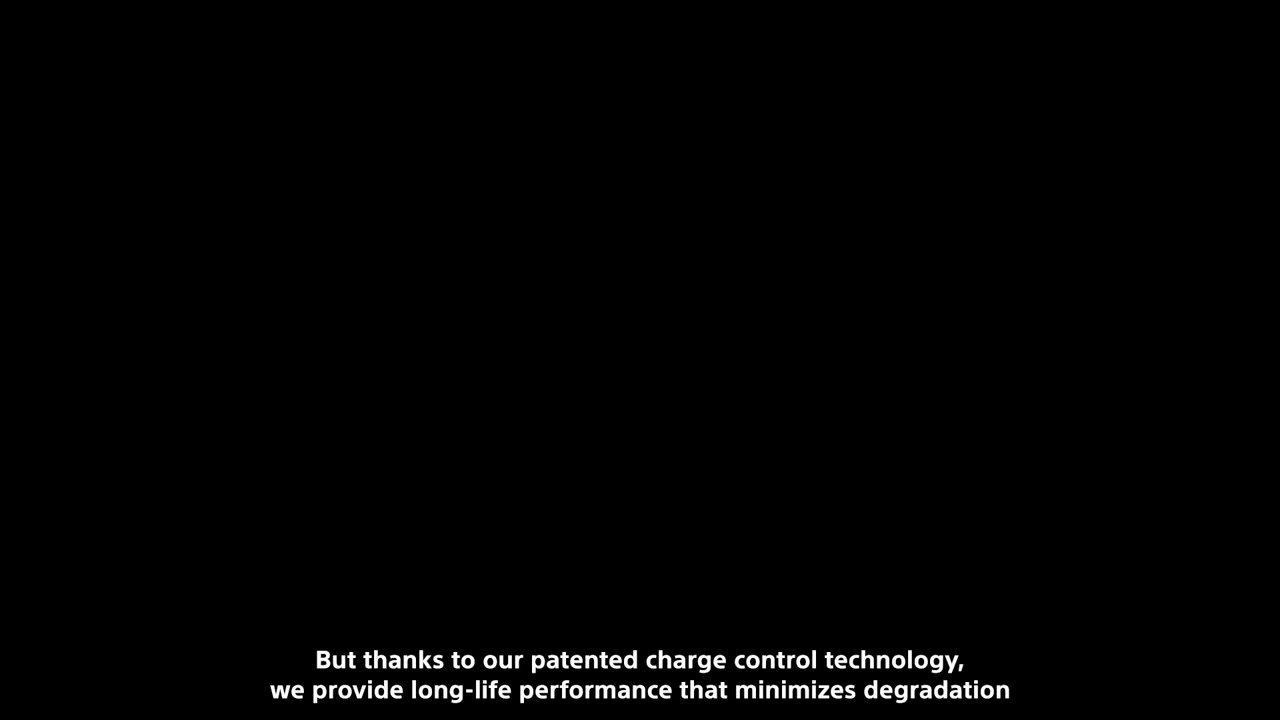 But thanks to our patented charge control technology,
we provide long-life performance that minimizes degradation